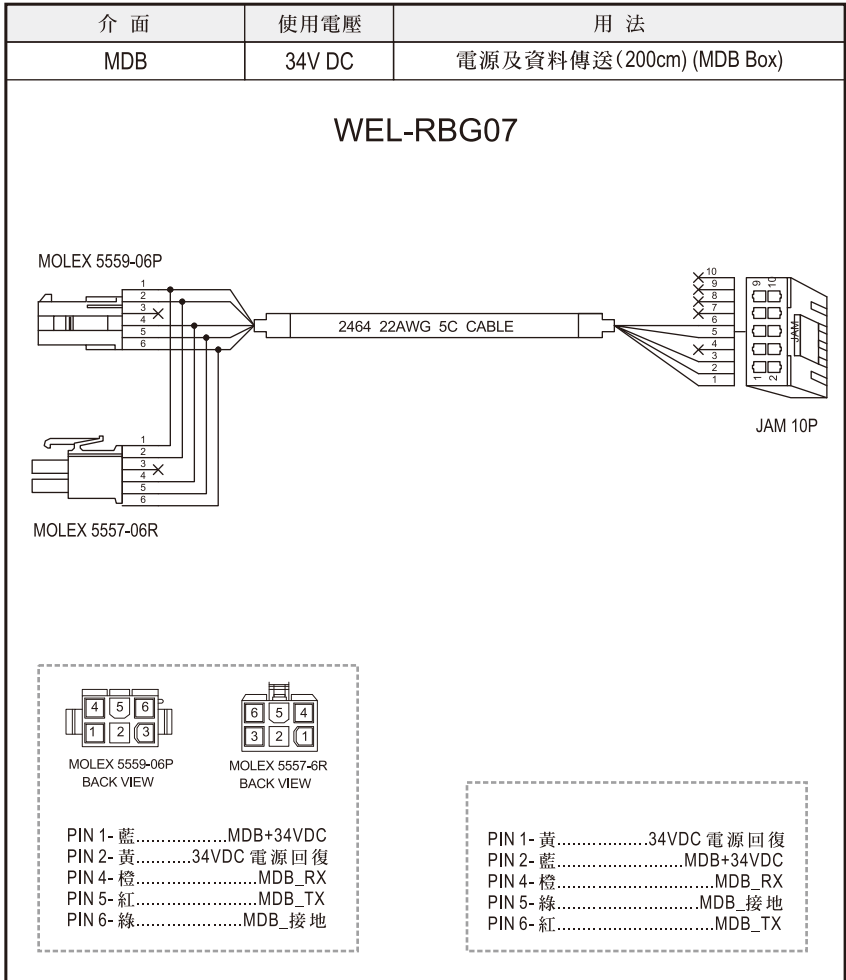 介 面 使用電壓 用 法
MDB 34V DC 電源及資料傳送(200cm) (MDB Box)
WEL-RBG07
MOLEX 5559-06P
1
2
3
4
5
6
2464 22AWG 5C CABLE
10
9
8
7
6
5
4
3
2
1
9 10
JAM
1 2
JAM 10P
1
2
3
4
5
6
MOLEX 5557-06R
4 5 6
1 2 3
MOLEX 5559-06P
BACK VIEW
6 5 4
3 2 1
MOLEX 5557-6R
BACK VIEW
PIN 1- 藍.................MDB+34VDC
PIN 2- 黃..........34VDC 電源回復
PIN 4- 橙.......................MDB_RX
PIN 5- 紅.......................MDB_TX
PIN 6- 綠....................MDB_接地
PIN 1- 黃.................34VDC 電源回復
PIN 2- 藍........................MDB+34VDC
PIN 4- 橙..............................MDB_RX
PIN 5- 綠...........................MDB_接地
PIN 6- 紅..............................MDB_TX